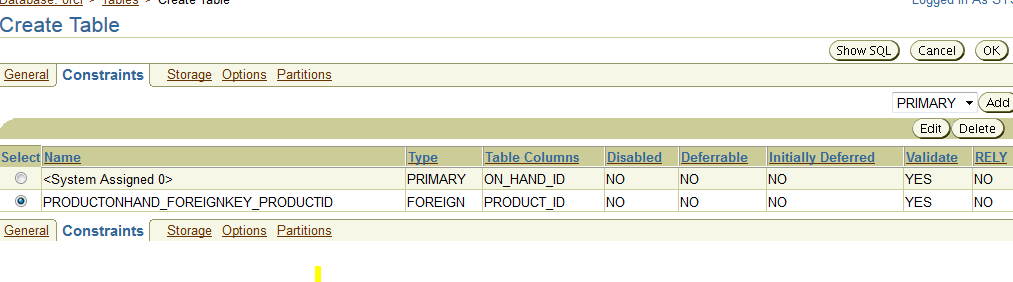 Database: orcl > Tables > Create Table
Logged in As SYS
Create Table
Show SQL Cancel OK
General Constraints Storage Options Partitions
PRIMARY Add
Edit Delete
Select Name Type Table Columns Disabled Deferrable Initially Deferred Validate RELY
<System Assigned 0> PRIMARY ON_HAND_ID NO NO NO YES NO
PRODUCTONHAND_FOREIGNKEY_PRODUCTID FOREIGN PRODUCT_ID NO NO NO YES NO
General Constraints Storage Options Partitions